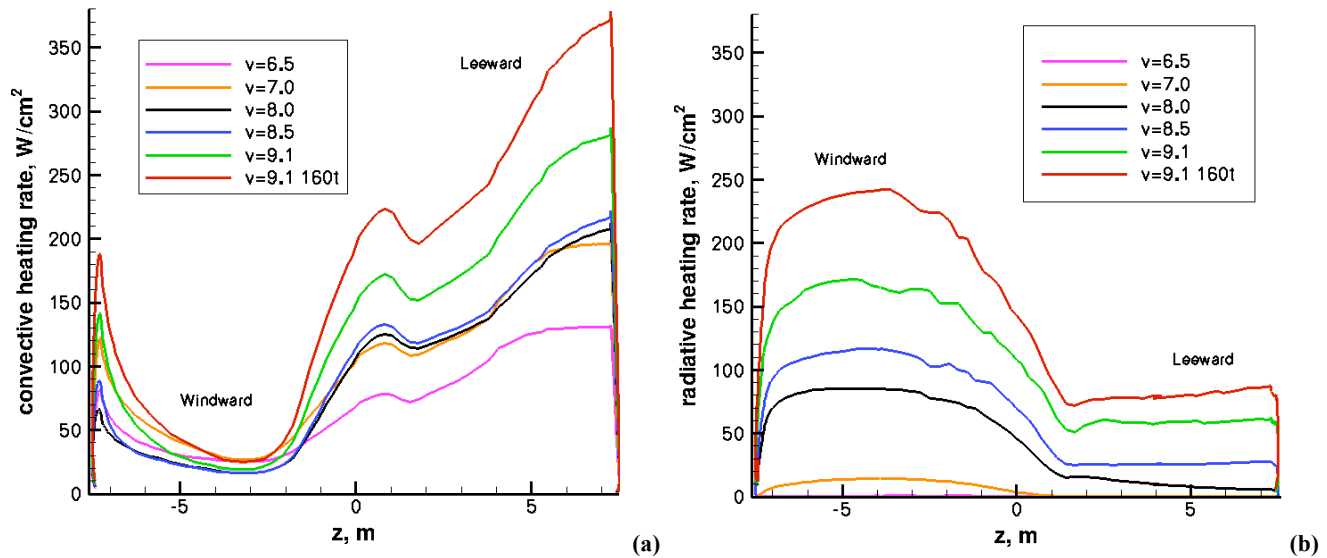 350
300
250
200
150
100
50
0
convective heating rate, W/cm²
v=6.5
v=7.0
v=8.0
v=8.5
v=9.1
v=9.1 160t
Leeward
Windward
-5
0
5
z, m
(a)
350
300
250
200
150
100
50
0
radiative heating rate, W/cm²
v=6.5
v=7.0
v=8.0
v=8.5
v=9.1
v=9.1 160t
Windward
Leeward
-5
0
5
z, m
(b)